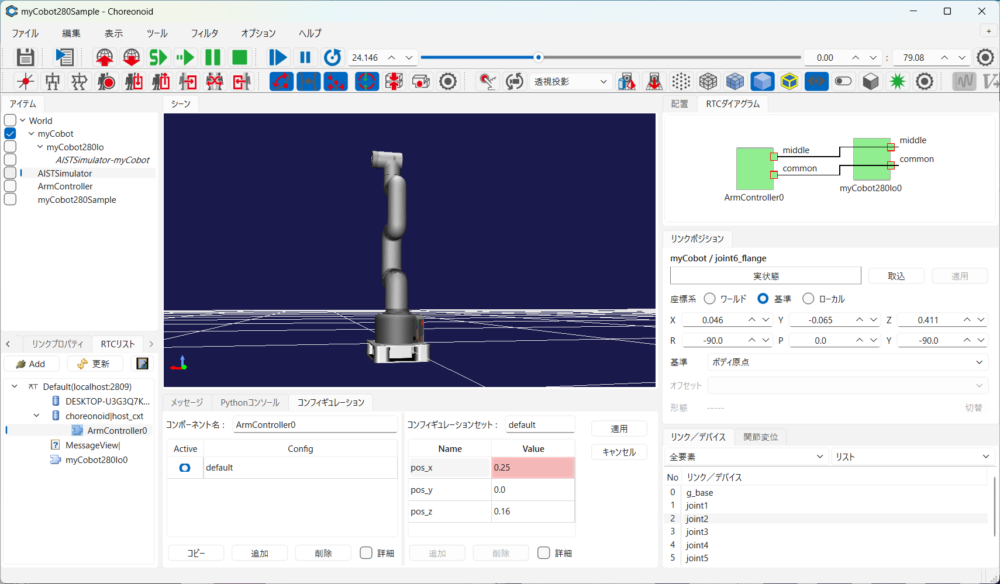 myCobot280Sample - Choreonoid
ファイル 編集 表示 ツール フィルタ オプション ヘルプ
24.146 0.00 : 79.08
透視投影
アイテム
World
myCobot
myCobot280Io
AISTSimulator-myCobot
AISTSimulator
ArmController
myCobot280Sample
リンクプロパティ RTCリスト
Add 更新
RT Default(localhost:2809)
DESKTOP-U3G3Q7K...
choreonoid|host_cxt
ArmController0
MessageView|
myCobot280Io0
シーン
メッセージ Pythonコンソール コンフィギュレーション
コンポーネント名 : ArmController0
Active Config
default
コピー 追加 削除 詳細
コンフィギュレーションセット : default
Name Value
pos_x 0.25
pos_y 0.0
pos_z 0.16
追加 削除 詳細
適用
キャンセル
配置 RTCダイアグラム
middle
common
ArmController0
middle
common
myCobot280Io0
リンクポジション
myCobot / joint6_flange
実状態 取込 適用
座標系 ワールド 基準 ローカル
X 0.046 Y -0.065 Z 0.411
R -90.0 P 0.0 Y -90.0
基準 ボディ原点
オフセット
形態 ----- 切替
リンク／デバイス 関節変位
全要素 リスト
No リンク／デバイス
0 g_base
1 joint1
2 joint2
3 joint3
4 joint4
5 joint5